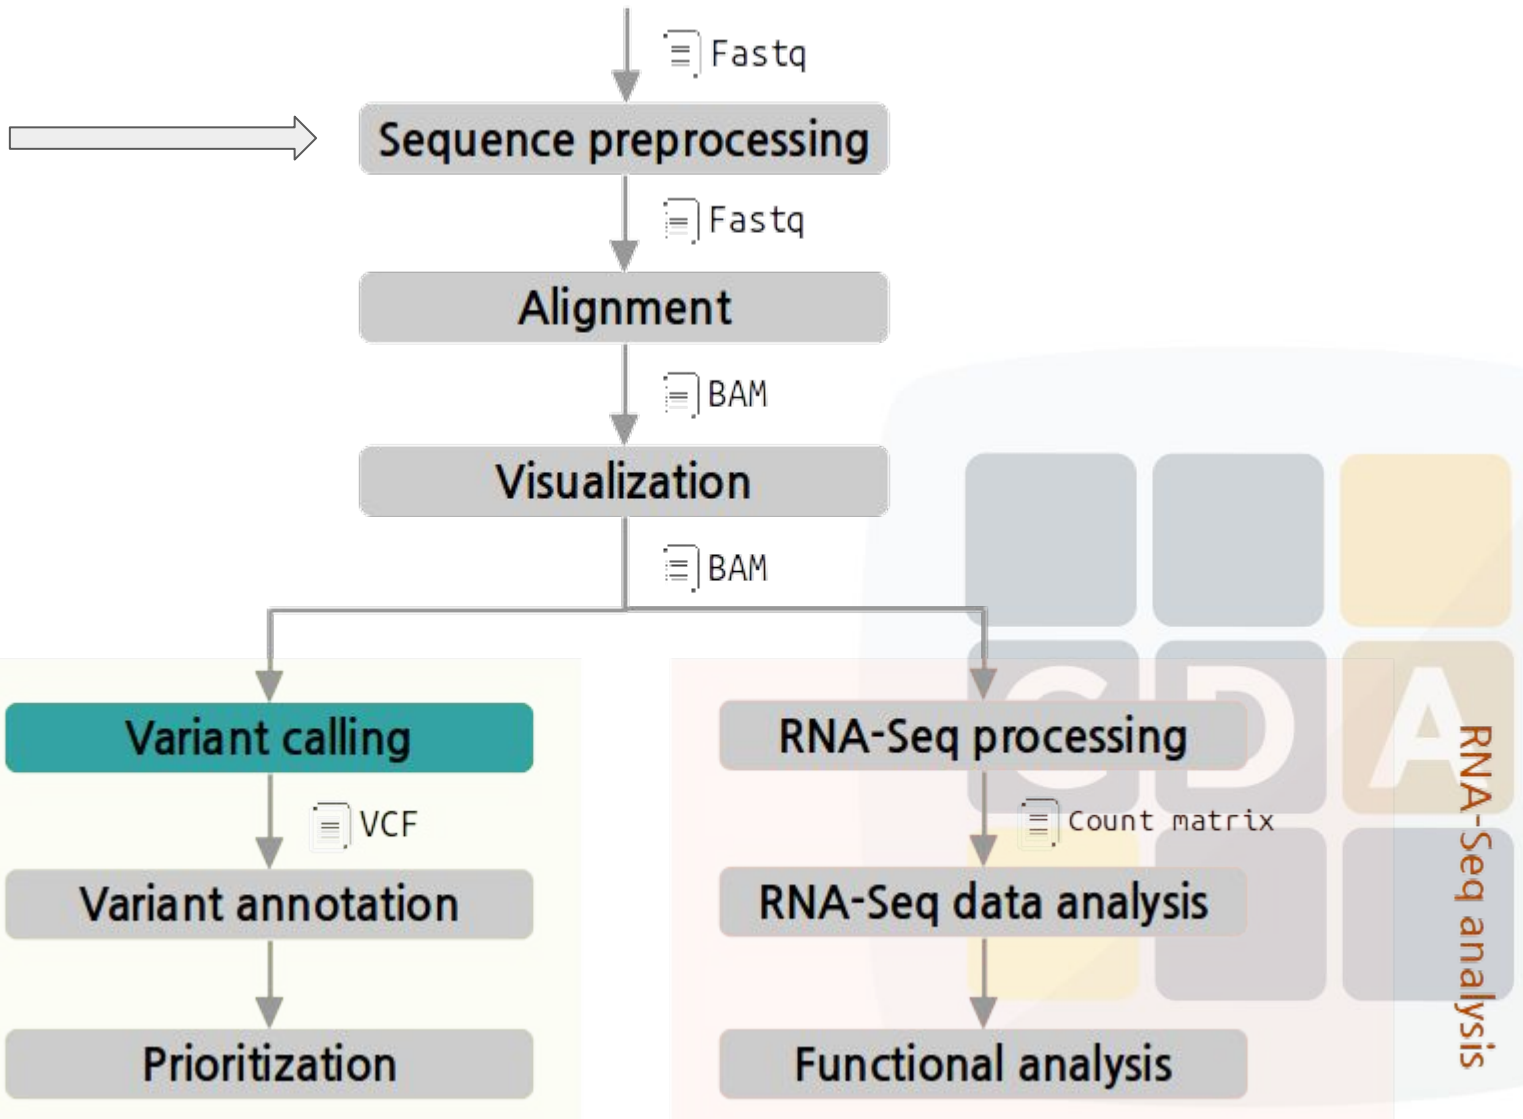 Fastq
Sequence preprocessing
Fastq
Alignment
BAM
Visualization
BAM
Variant calling
VCF
Variant annotation
Prioritization
RNA-Seq processing
Count matrix
RNA-Seq data analysis
Functional analysis
RNA-Seq analysis
CDA